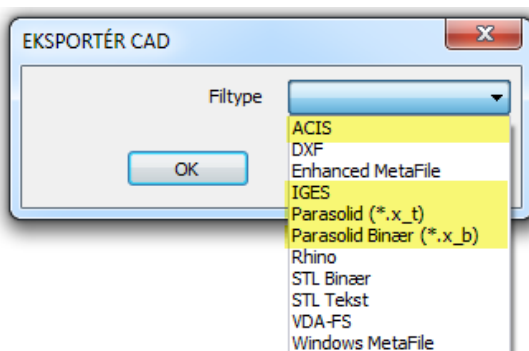 EKSPORTÉR CAD
Filtype
ACIS
DXF
Enhanced MetaFile
OK
IGES
Parasolid (*.x_t)
Parasolid Binær (*.x_b)
Rhino
STL Binær
STL Tekst
VDA-FS
Windows MetaFile